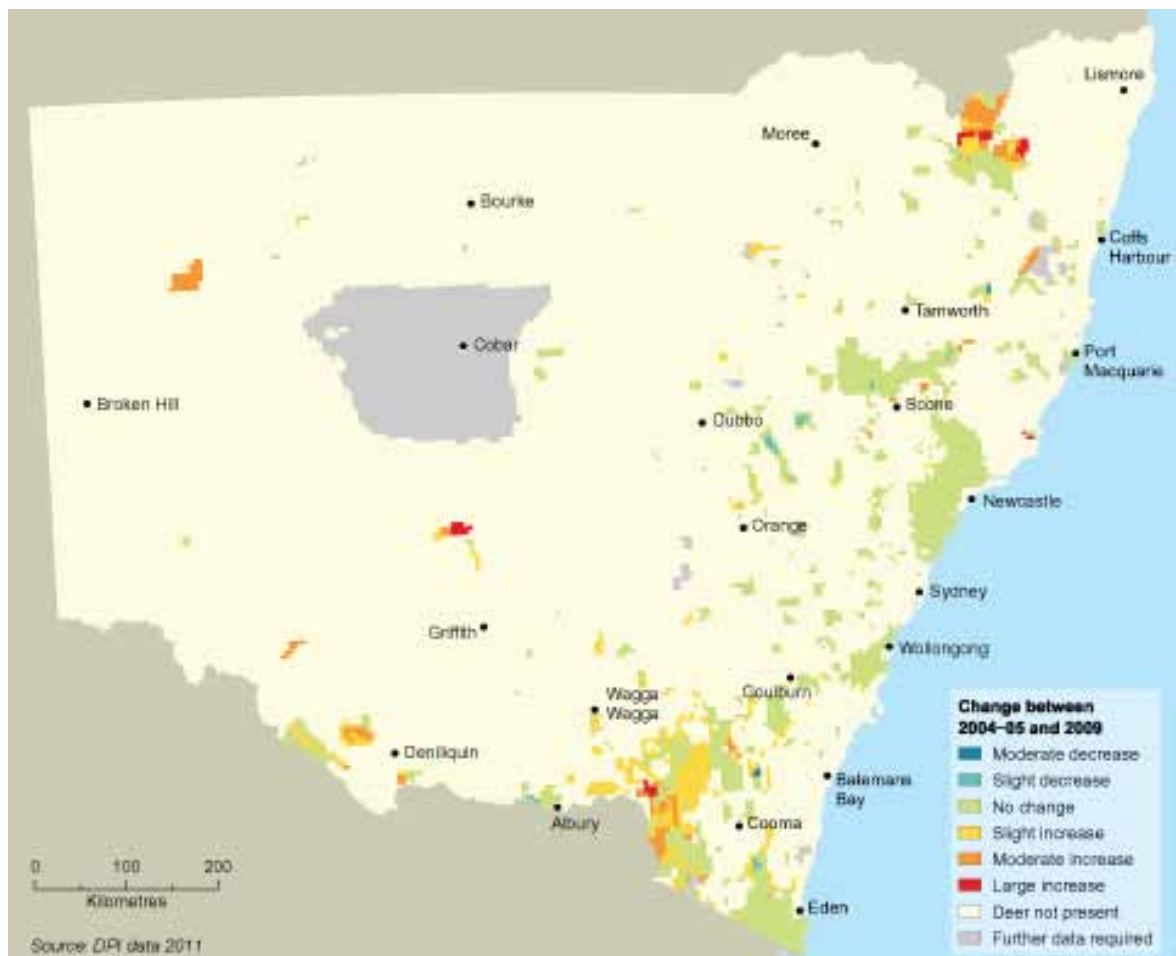 Lismore
Moree
Bourke
Coffs
Harbour
Tamworth
Cobar
Port
Macquarie
Broken Hill
Scone
Dubbo
Newcastle
Orange
Sydney
Griffith
Wollongong
Goulburn
Wagga
Wagga
Change between
2004–05 and 2009
Deniliquin
Moderate decrease
Batemans
Bay
Slight decrease
No change
Albury
Cooma
Slight increase
0 100 200
Kilometres
Moderate increase
Large increase
Eden
Deer not present
Further data required
Source: DPI data 2011